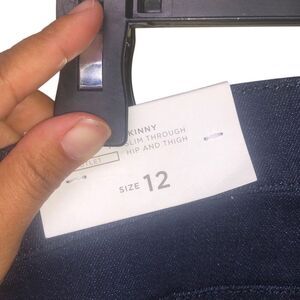 KINNY
SLIM THROUGH
HIP AND THIGH
SIZE 12